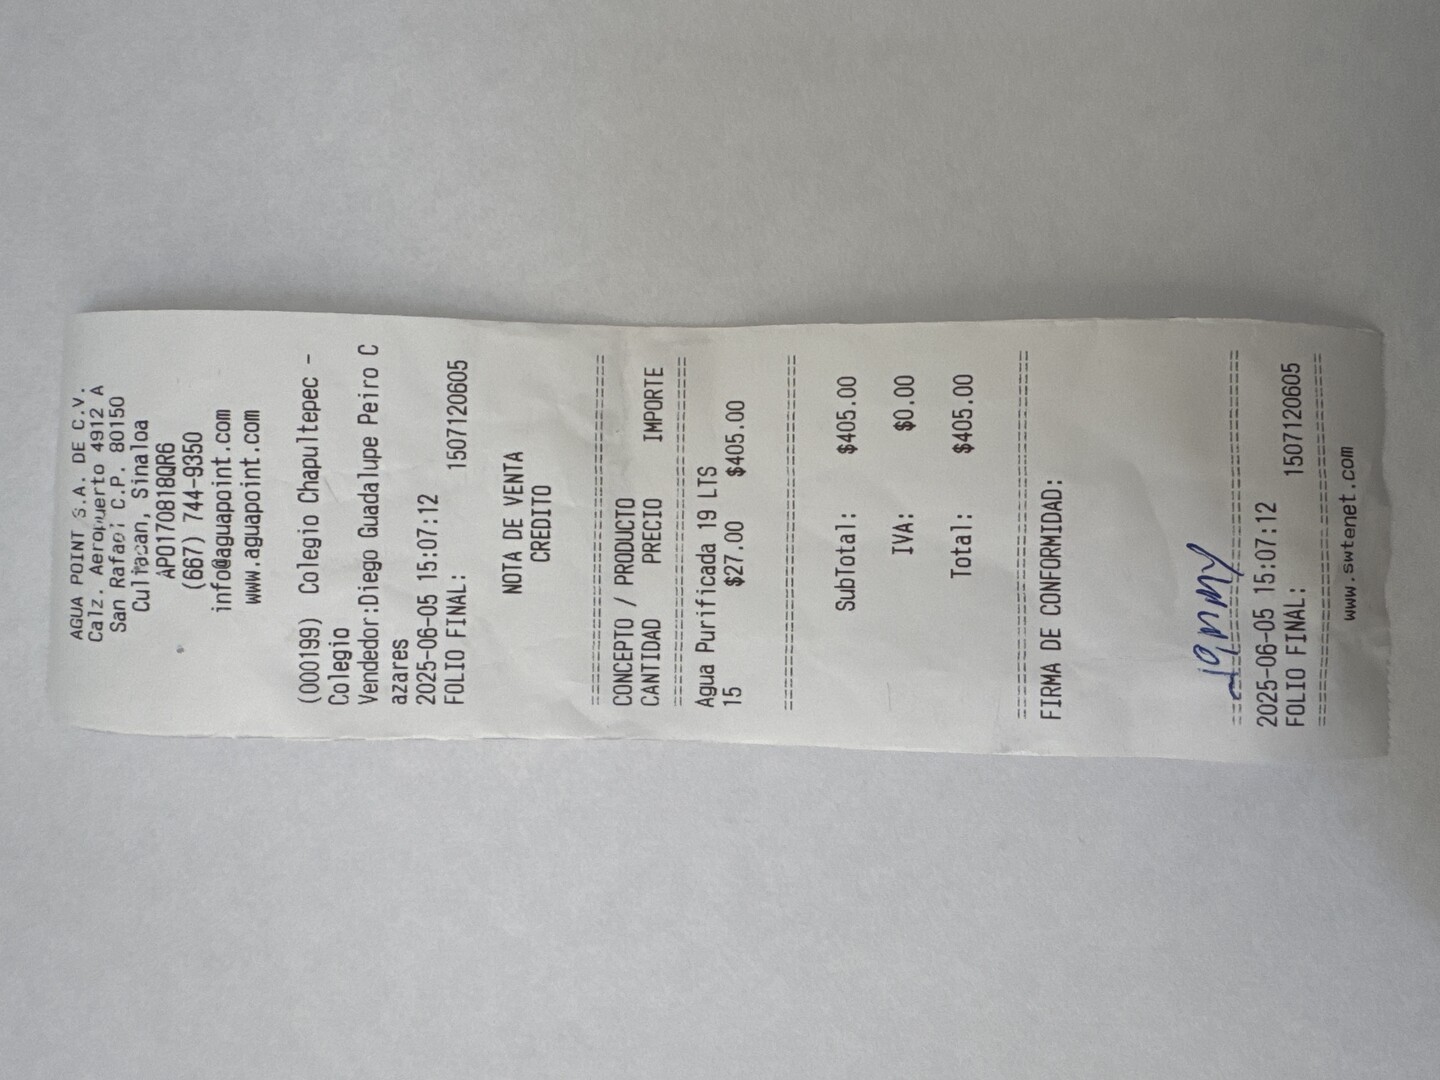 AGUA POINT S.A. DE C.V.
Calz. Aeropuerto 4912 A
San Rafael C.P. 80150
Culiacan, Sinaloa
APO170818QR6
(667) 744-9350
info@aguapoint.com
www.aguapoint.com
(000199) Colegio Chapultepec -
Colegio
Vendedor:Diego Guadalupe Peiro C
azares
2025-06-05 15:07:12
FOLIO FINAL: 1507120605
NOTA DE VENTA
CREDITO
================================
CONCEPTO / PRODUCTO
CANTIDAD PRECIO IMPORTE
================================
Agua Purificada 19 LTS
15 $27.00 $405.00
================================
SubTotal: $405.00
IVA: $0.00
Total: $405.00
================================
FIRMA DE CONFORMIDAD:
================================
2025-06-05 15:07:12
FOLIO FINAL: 1507120605
================================
www.swtenet.com